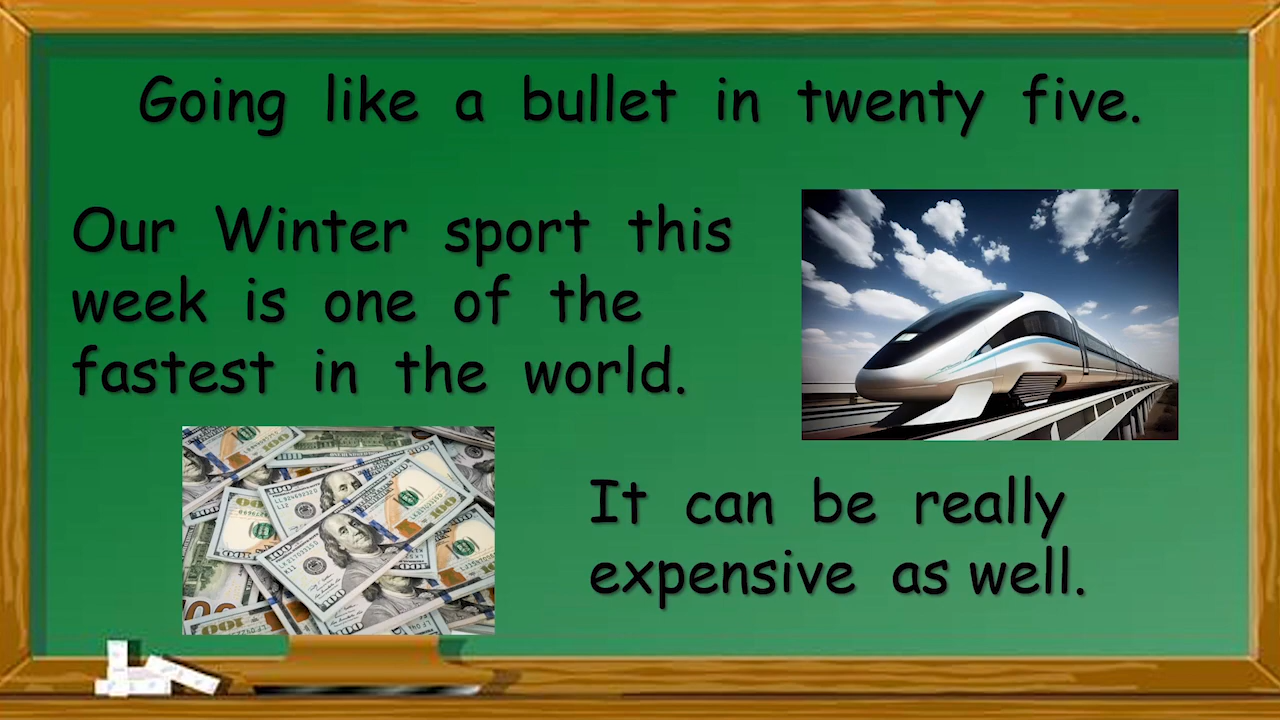 Going like a bullet in twenty five.
Our Winter sport this
week is one of the
fastest in the world.
It can be really
expensive as well.